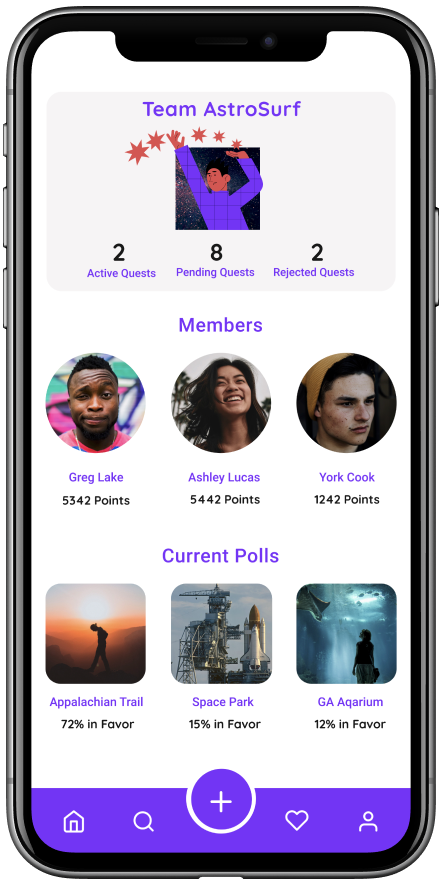 Team AstroSurf
2 8 2
Active Quests Pending Quests Rejected Quests
Members
Greg Lake Ashley Lucas York Cook
5342 Points 5442 Points 1242 Points
Current Polls
Appalachian Trail Space Park GA Aqarium
72% in Favor 15% in Favor 12% in Favor